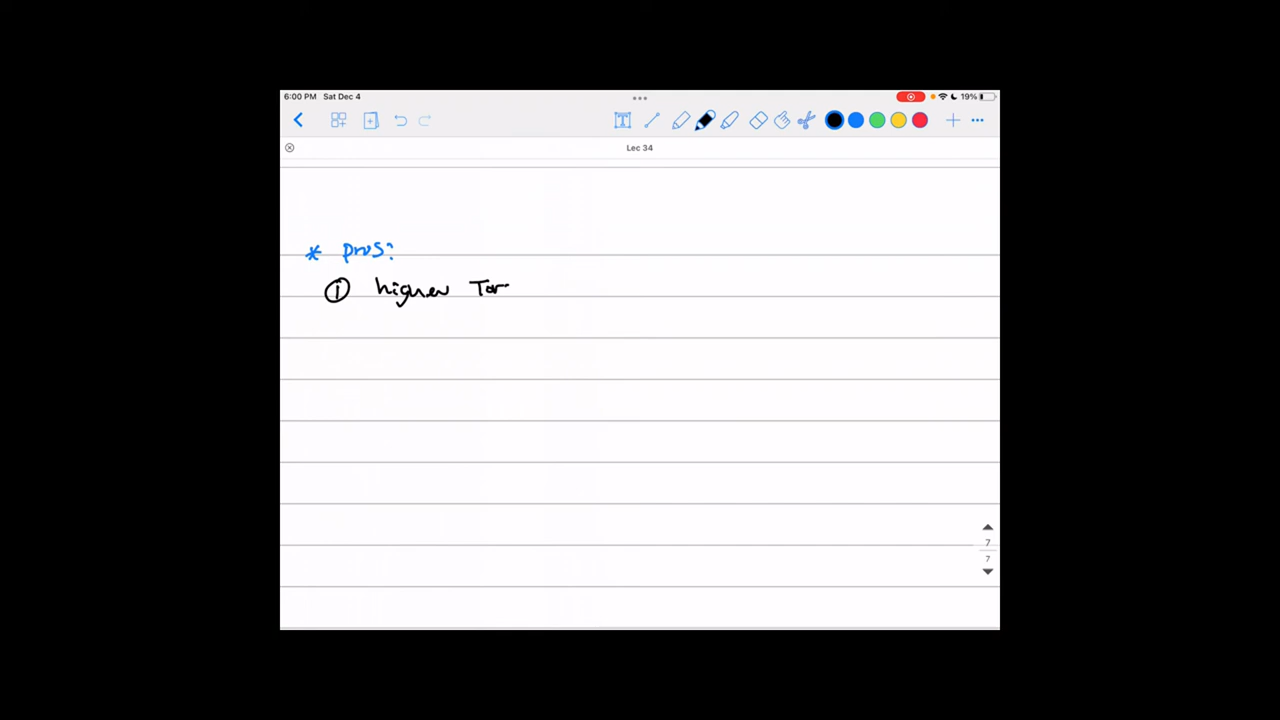 6:00 PM Sat Dec 4
19%
Lec 34
* pros:
① higher Tor
7
7